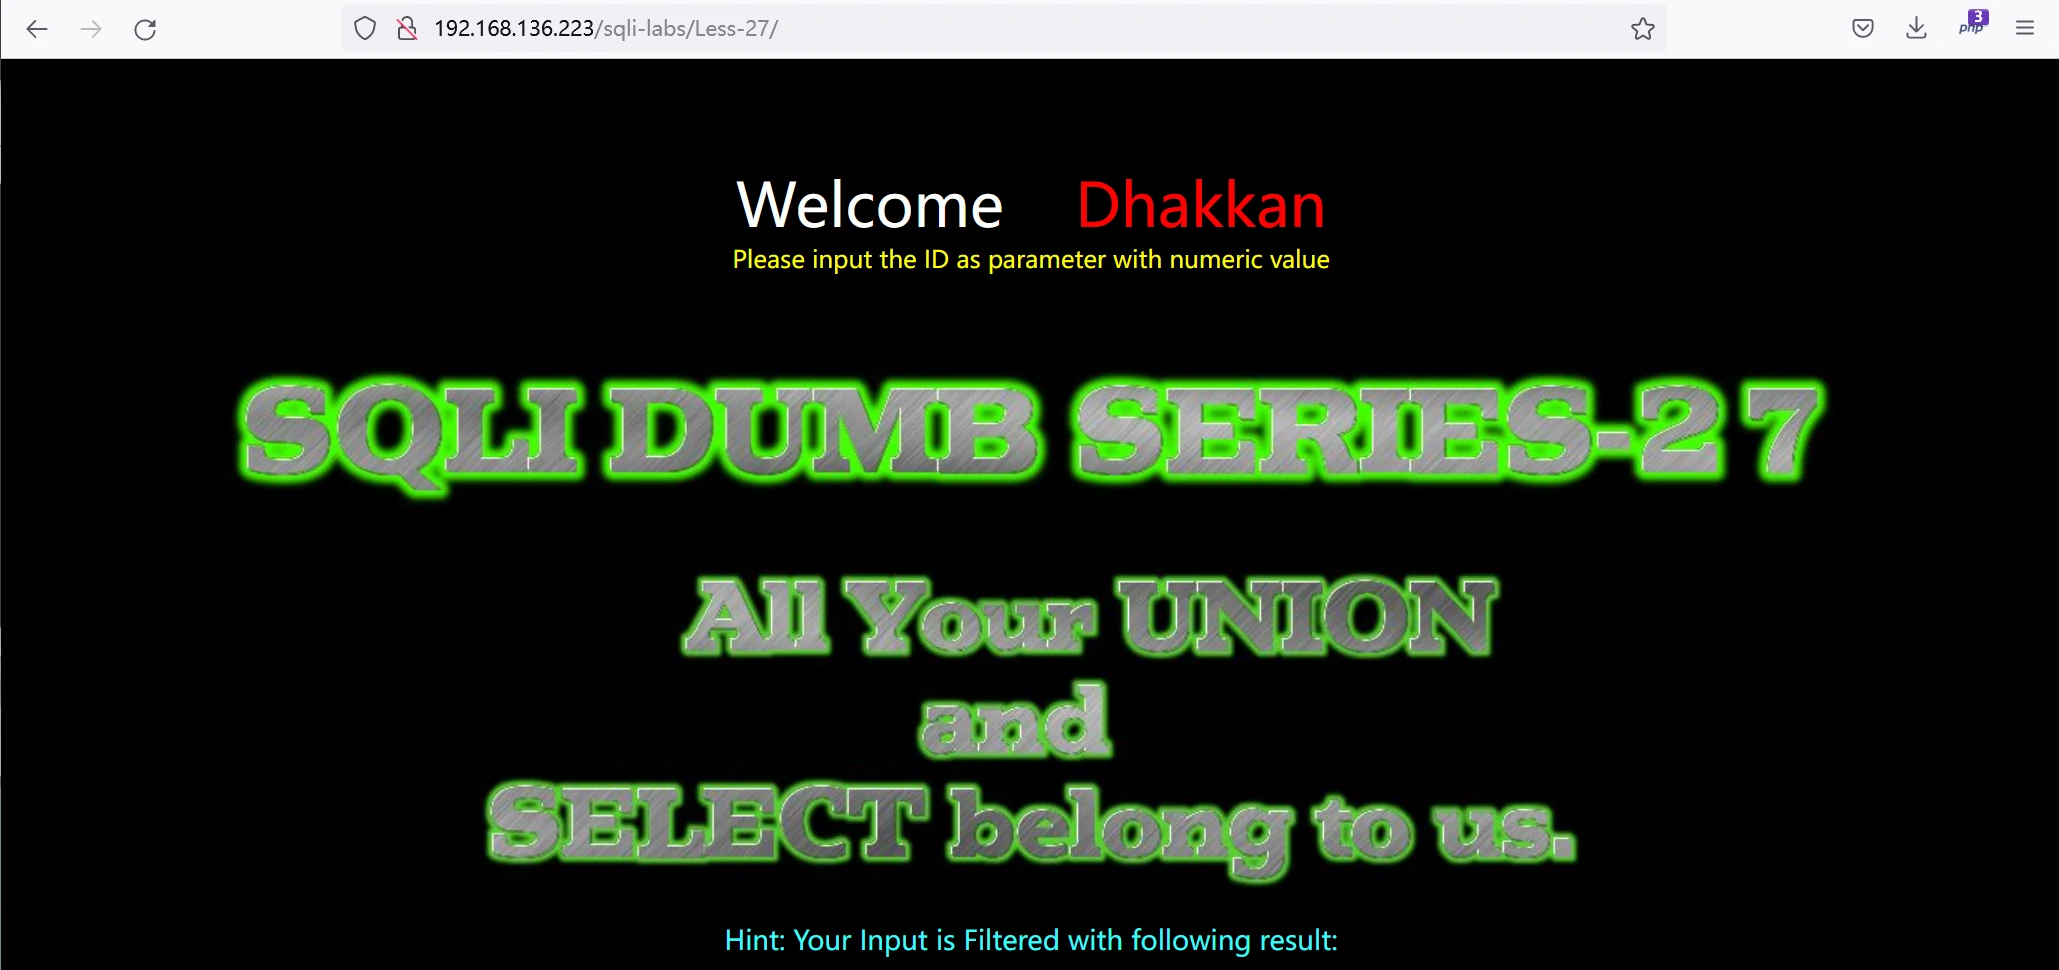 192.168.136.223/sqli-labs/Less-27/
3
php
Welcome Dhakkan
Please input the ID as parameter with numeric value
SQLI DUMB SERIES-27
All Your UNION
and
SELECT belong to us.
Hint: Your Input is Filtered with following result: